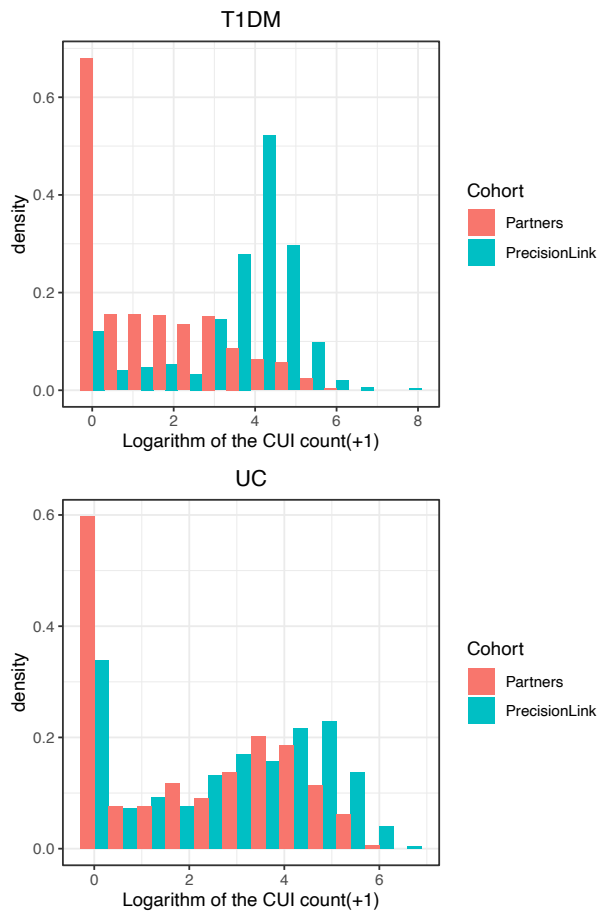 T1DM
0.6
0.4
0.2
0.0
density
0 2 4 6 8
Logarithm of the CUI count(+1)
Cohort
Partners
PrecisionLink
UC
0.6
0.4
0.2
0.0
density
0 2 4 6
Logarithm of the CUI count(+1)
Cohort
Partners
PrecisionLink